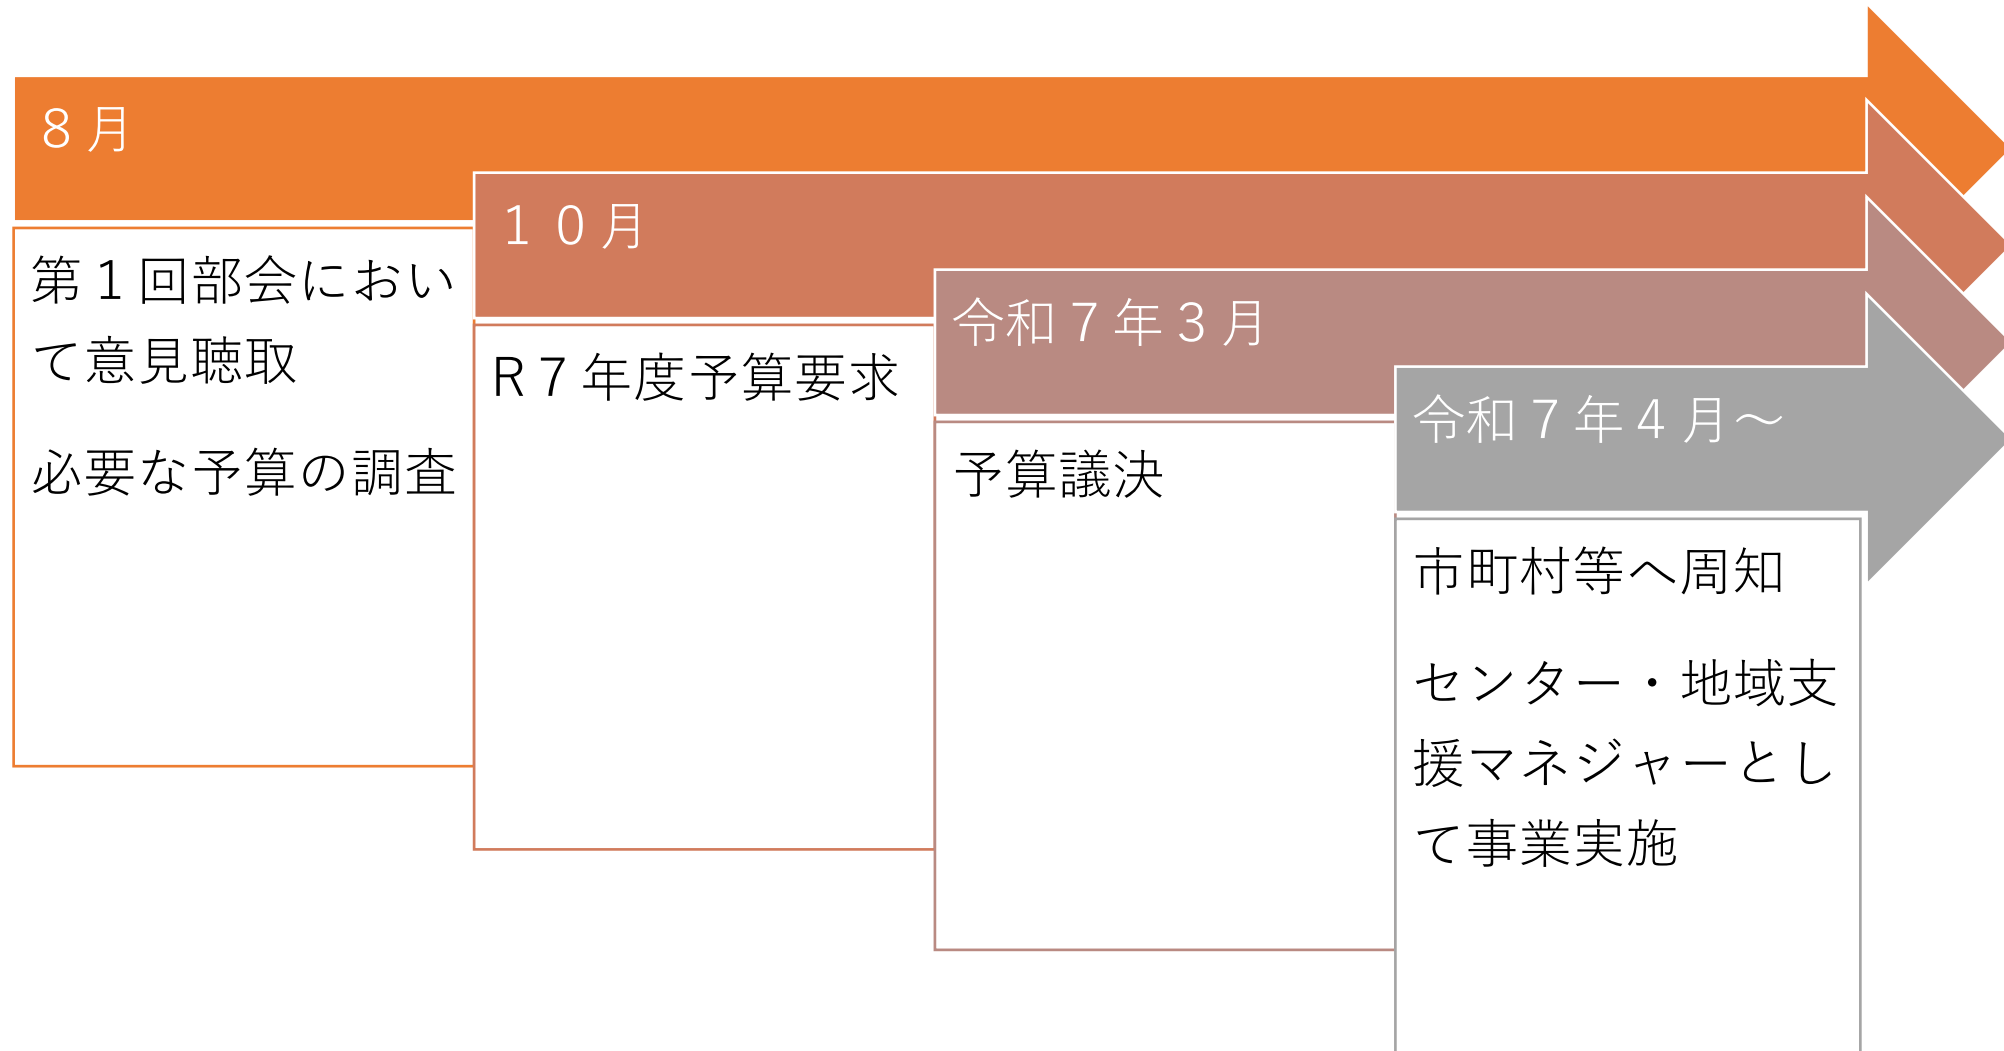 ８月
第１回部会におい
て意見聴取
必要な予算の調査
１０月
R７年度予算要求
令和７年３月
予算議決
令和７年４月～
市町村等へ周知
センター・地域支
援マネジャーとし
て事業実施